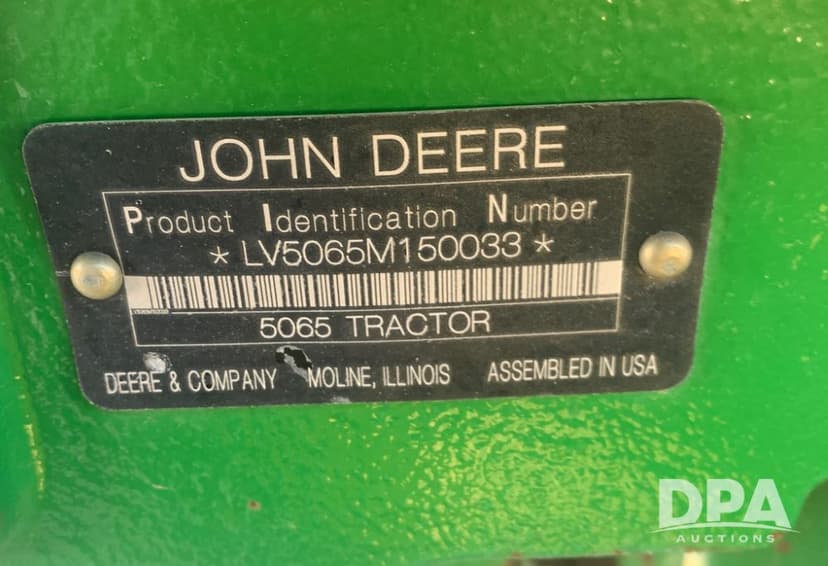 JOHN DEERE
Product Identification Number
* LV5065M150033 *
5065 TRACTOR
DEERE & COMPANY MOLINE, ILLINOIS ASSEMBLED IN USA
DPA
AUCTIONS